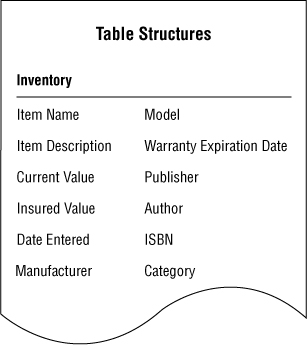 Table Structures
Inventory
Item Name Model
Item Description Warranty Expiration Date
Current Value Publisher
Insured Value Author
Date Entered ISBN
Manufacturer Category